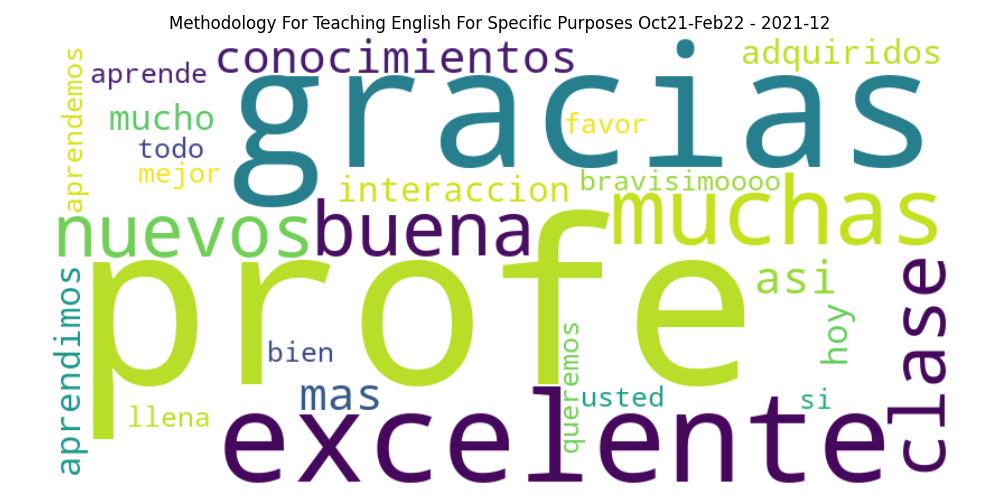 Methodology For Teaching English For Specific Purposes Oct21-Feb22 - 2021-12
aprendemos
aprende
conocimientos
adquiridos
gracias
mucho
favor
todo
mejor
interaccion
bravisimoooo
nuevos
buena
muchas
profe
asi
clase
aprendimos
hoy
bien
queremos
mas
usted
si
llena
excelente